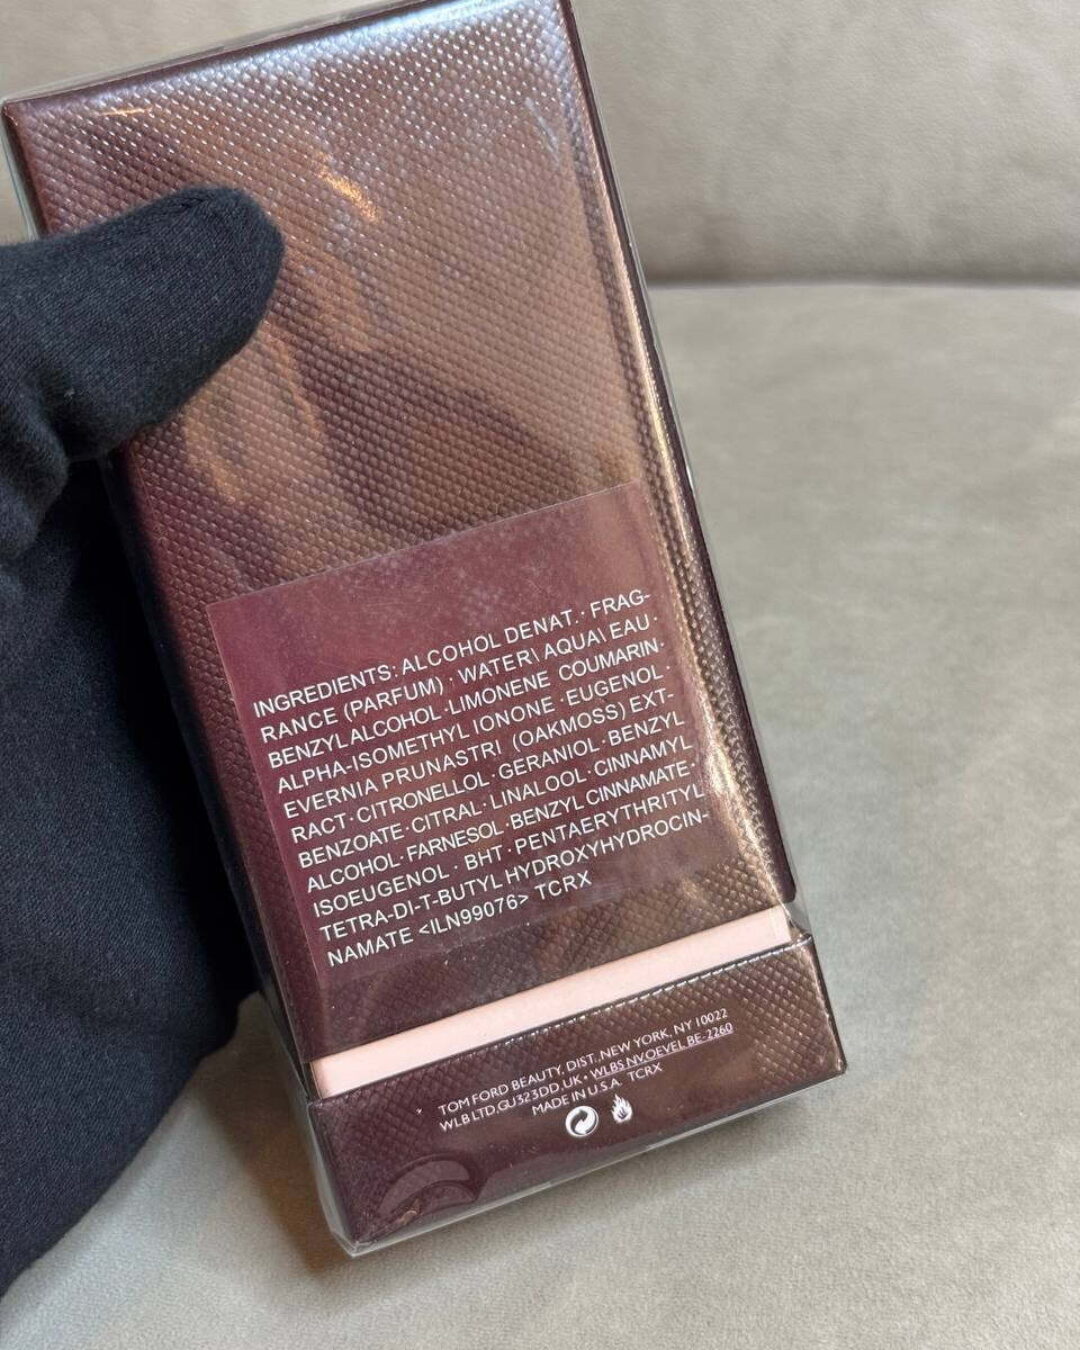 INGREDIENTS: ALCOHOL DENAT. · FRAG-
RANCE (PARFUM) · WATER\ AQUA\ EAU ·
BENZYL ALCOHOL · LIMONENE COUMARIN·
ALPHA-ISOMETHYL IONONE · EUGENOL ·
EVERNIA PRUNASTRI (OAKMOSS) EXT-
RACT · CITRONELLOL · GERANIOL · BENZYL
BENZOATE · CITRAL · LINALOOL · CINNAMYL
ALCOHOL · FARNESOL · BENZYL CINNAMATE·
ISOEUGENOL · BHT · PENTAERYTHRITYL
TETRA-DI-T-BUTYL HYDROXYHYDROCIN-
NAMATE <ILN99076> TCRX
TOM FORD BEAUTY, DIST., NEW YORK, NY 10022
WLB LTD.GU323DD.UK • WLBS NV.OEVEL BE-2260
MADE IN U.S.A. TCRX